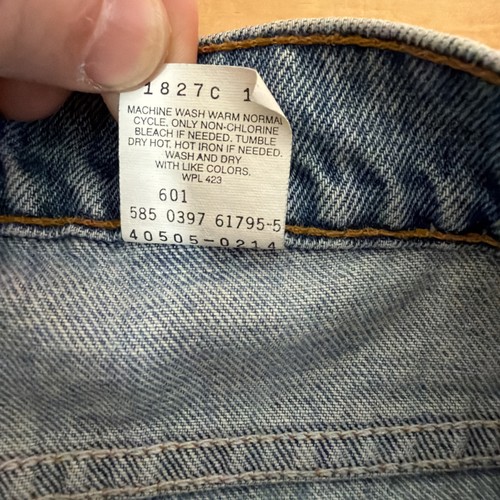 1827C 1
MACHINE WASH WARM NORMAL
CYCLE. ONLY NON-CHLORINE
BLEACH IF NEEDED. TUMBLE
DRY HOT. HOT IRON IF NEEDED.
WASH AND DRY
WITH LIKE COLORS.
WPL 423
601
585 0397 61795-5
40505-0214